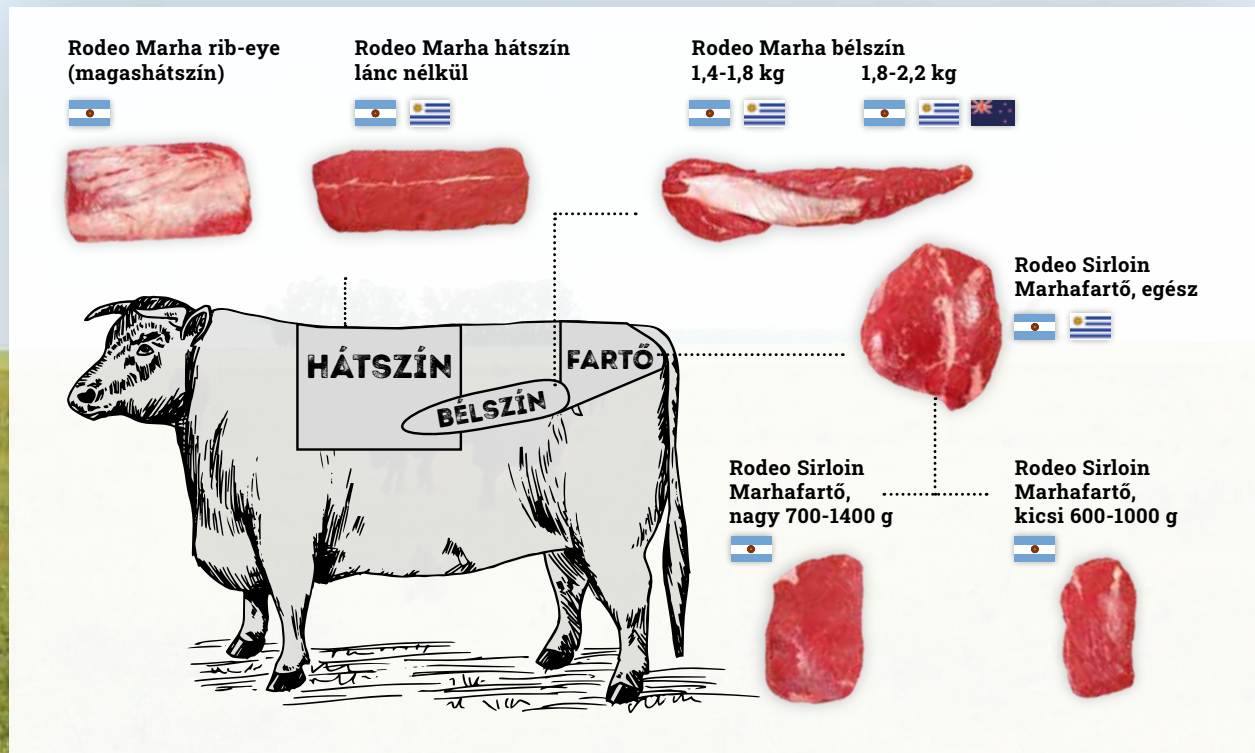 Rodeo Marha rib-eye
(magashátszín)
Rodeo Marha hátszín
lánc nélkül
Rodeo Marha bélszín
1,4-1,8 kg 1,8-2,2 kg
Rodeo Sirloin
Marhafartő, egész
HÁTSZÍN
BÉLSZÍN
FARTŐ
Rodeo Sirloin
Marhafartő,
nagy 700-1400 g
Rodeo Sirloin
Marhafartő,
kicsi 600-1000 g